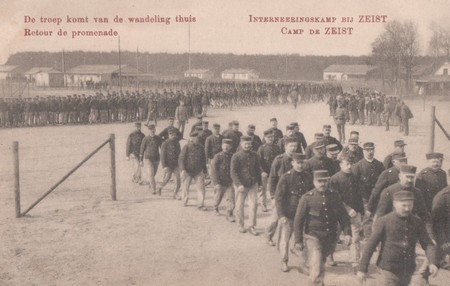 De troep komt van de wandeling thuis
Retour de promenade
Interneeringskamp bij ZEIST
Camp de ZEIST